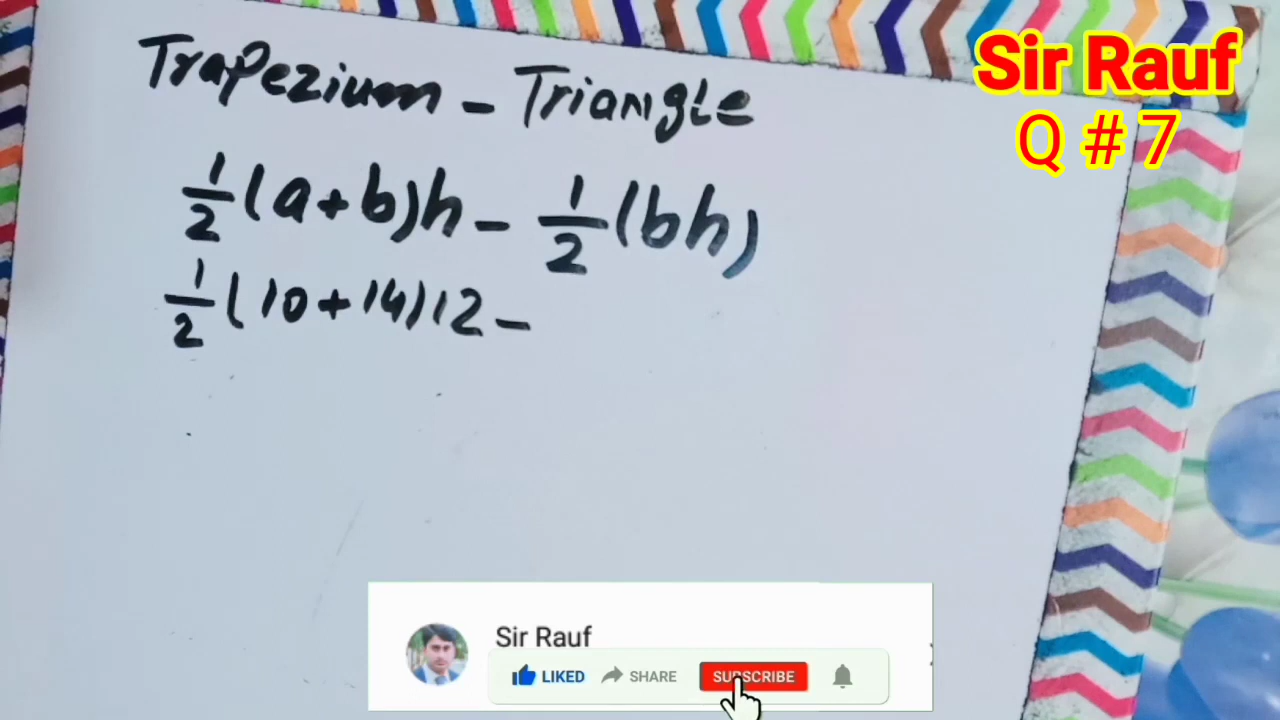 Sir Rauf
Q # 7
Trapezium - Triangle
1/2 (a+b)h - 1/2 (bh)
1/2 (10+14)12 -
Sir Rauf
LIKED SHARE SUBSCRIBE